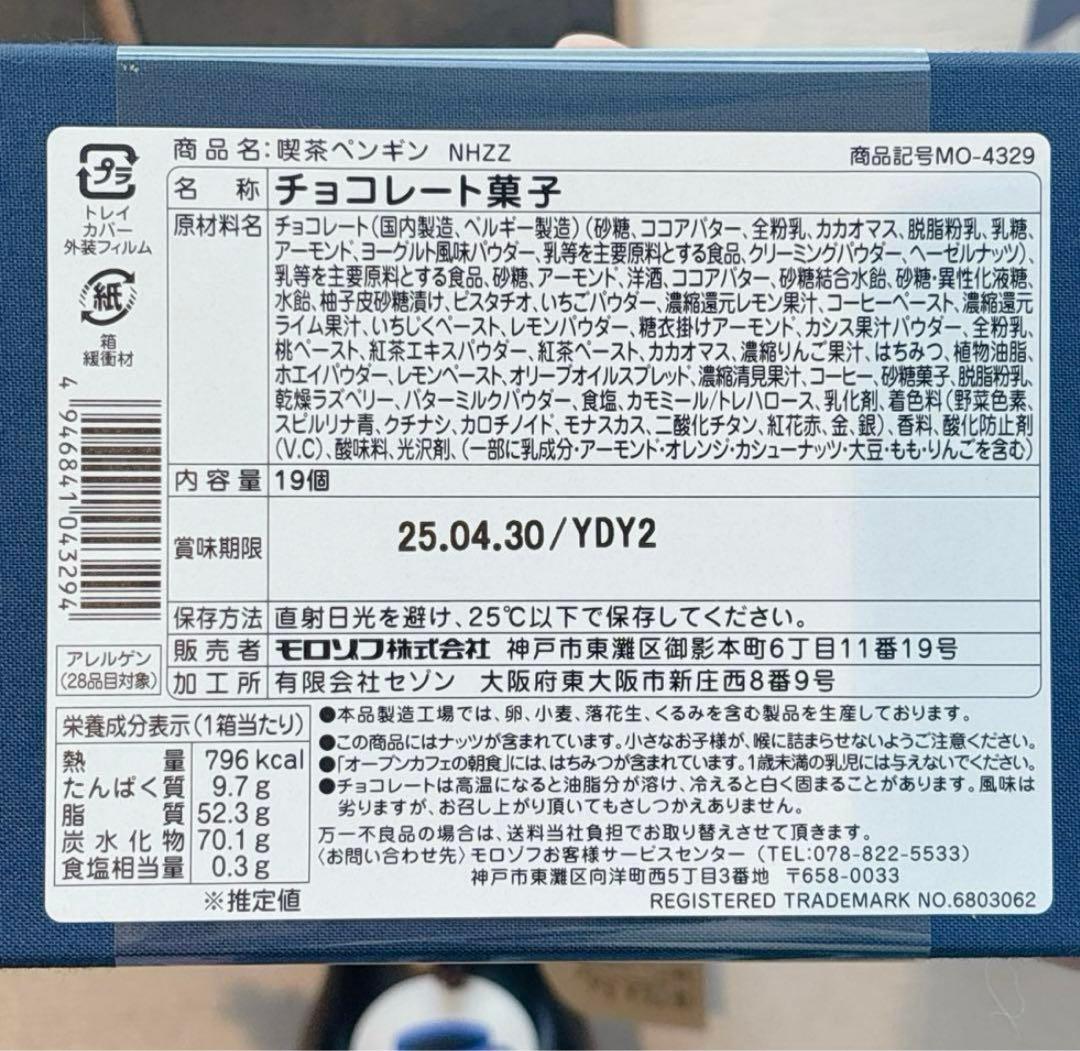 商品名：喫茶ペンギン NHZZ
商品記号MO-4329
プラ
トレイ
カバー
外装フィルム
紙
箱
緩衝材
4 946841 043294
アレルゲン
(28品目対象)
名称 チョコレート菓子
原材料名 チョコレート(国内製造、ベルギー製造)(砂糖、ココアバター、全粉乳、カカオマス、脱脂粉乳、乳糖、
アーモンド、ヨーグルト風味パウダー、乳等を主要原料とする食品、クリーミングパウダー、ヘーゼルナッツ)、
乳等を主要原料とする食品、砂糖、アーモンド、洋酒、ココアバター、砂糖結合水飴、砂糖・異性化液糖、
水飴、柚子皮砂糖漬け、ピスタチオ、いちごパウダー、濃縮還元レモン果汁、コーヒーペースト、濃縮還元
ライム果汁、いちじくペースト、レモンパウダー、糖衣掛けアーモンド、カシス果汁パウダー、全粉乳、
桃ペースト、紅茶エキスパウダー、紅茶ペースト、カカオマス、濃縮りんご果汁、はちみつ、植物油脂、
ホエイパウダー、レモンペースト、オリーブオイルスプレッド、濃縮清見果汁、コーヒー、砂糖菓子、脱脂粉乳、
乾燥ラズベリー、バターミルクパウダー、食塩、カモミール/トレハロース、乳化剤、着色料(野菜色素、
スピルリナ青、クチナシ、カロチノイド、モナスカス、二酸化チタン、紅花赤、金、銀)、香料、酸化防止剤
(V.C)、酸味料、光沢剤、(一部に乳成分・アーモンド・オレンジ・カシューナッツ・大豆・もも・りんごを含む)
内容量 19個
賞味期限 25.04.30/YDY2
保存方法 直射日光を避け、25℃以下で保存してください。
販売者 モロゾフ株式会社 神戸市東灘区御影本町6丁目11番19号
加工所 有限会社セゾン 大阪府東大阪市新庄西8番9号
栄養成分表示(1箱当たり)
熱量 796 kcal
たんぱく質 9.7 g
脂質 52.3 g
炭水化物 70.1 g
食塩相当量 0.3 g
※推定値
●本品製造工場では、卵、小麦、落花生、くるみを含む製品を生産しております。
●この商品にはナッツが含まれています。小さなお子様が、喉に詰まらせないようご注意ください。
●「オープンカフェの朝食」には、はちみつが含まれています。1歳未満の乳児には与えないでください。
●チョコレートは高温になると油脂分が溶け、冷えると白く固まることがあります。風味は
劣りますが、お召し上がり頂いてもさしつかえありません。
万一不良品の場合は、送料当社負担でお取り替えさせて頂きます。
〈お問い合わせ先〉モロゾフお客様サービスセンター(TEL:078-822-5533)
神戸市東灘区向洋町西5丁目3番地 〒658-0033
REGISTERED TRADEMARK NO.6803062